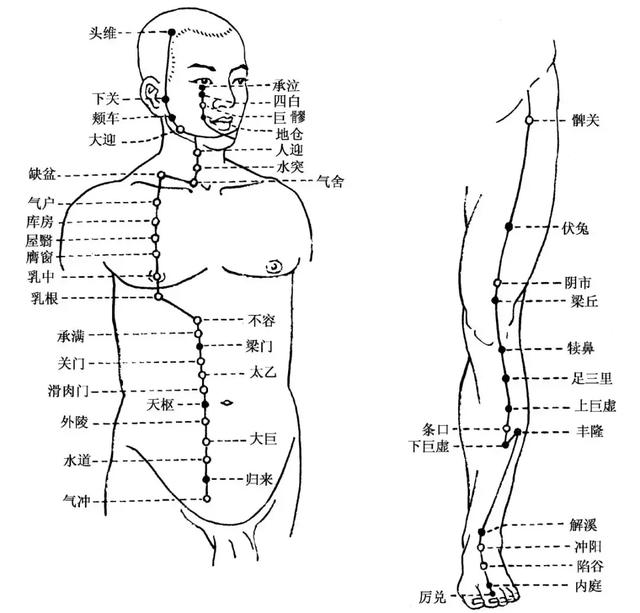 头维
下关
颊车
大迎
承泣
四白
巨髎
地仓
人迎
水突
气舍
缺盆
气户
库房
屋翳
膺窗
乳中
乳根
不容
承满
梁门
关门
太乙
滑肉门
天枢
外陵
大巨
水道
归来
气冲
髀关
伏兔
阴市
梁丘
犊鼻
足三里
上巨虚
条口
丰隆
下巨虚
解溪
冲阳
陷谷
内庭
厉兑